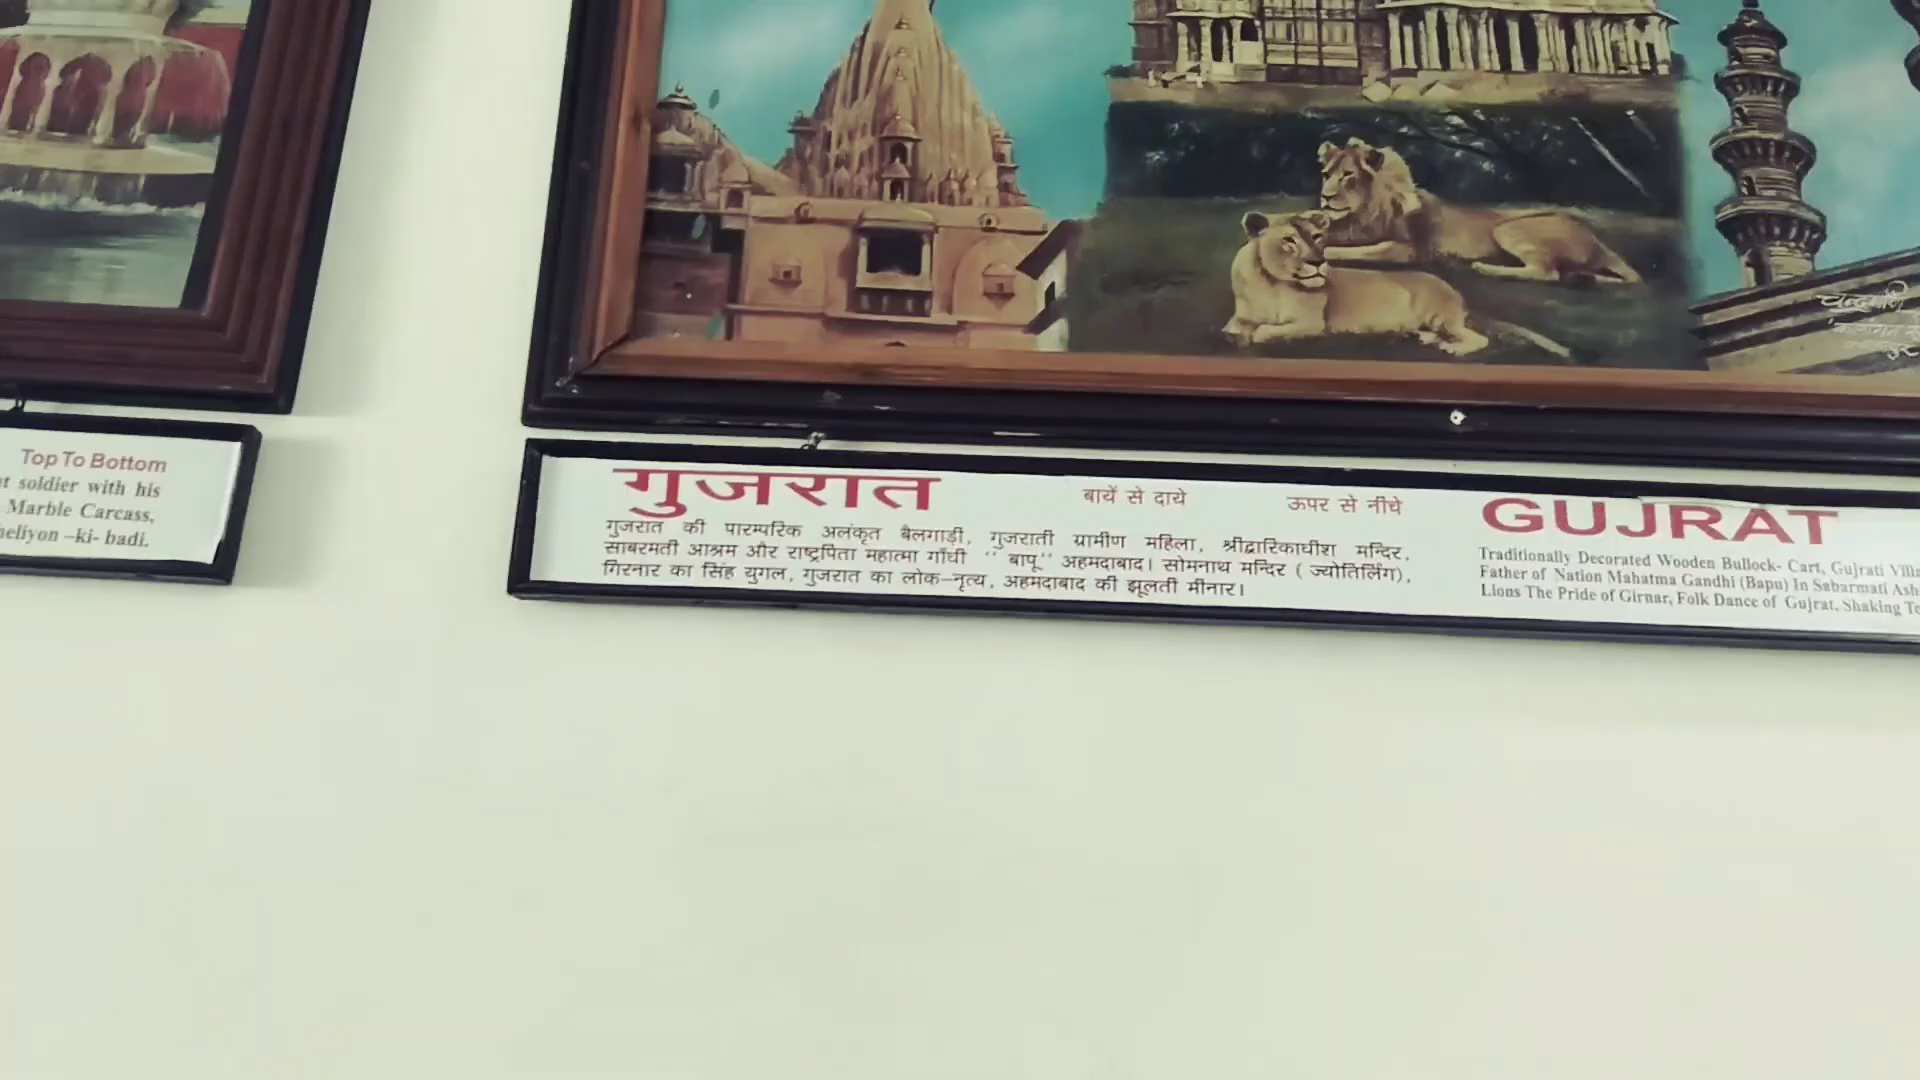 Top To Bottom
soldier with his
Marble Carcass,
–ki- badi.
गुजरात
बायें से दाये ऊपर से नीचे
गुजरात की पारम्परिक अलंकृत बैलगाड़ी, गुजराती ग्रामीण महिला, श्रीद्वारिकाधीश मन्दिर,
साबरमती आश्रम और राष्ट्रपिता महात्मा गाँधी "बापू" अहमदाबाद। सोमनाथ मन्दिर ( ज्योतिर्लिंग),
गिरनार का सिंह युगल, गुजरात का लोक–नृत्य, अहमदाबाद की झूलती मीनार।
GUJRAT
Traditionally Decorated Wooden Bullock- Cart, Gujrati
Father of Nation Mahatma Gandhi (Bapu) In Sabarmati
Lions The Pride of Girnar, Folk Dance of Gujrat, Shaking